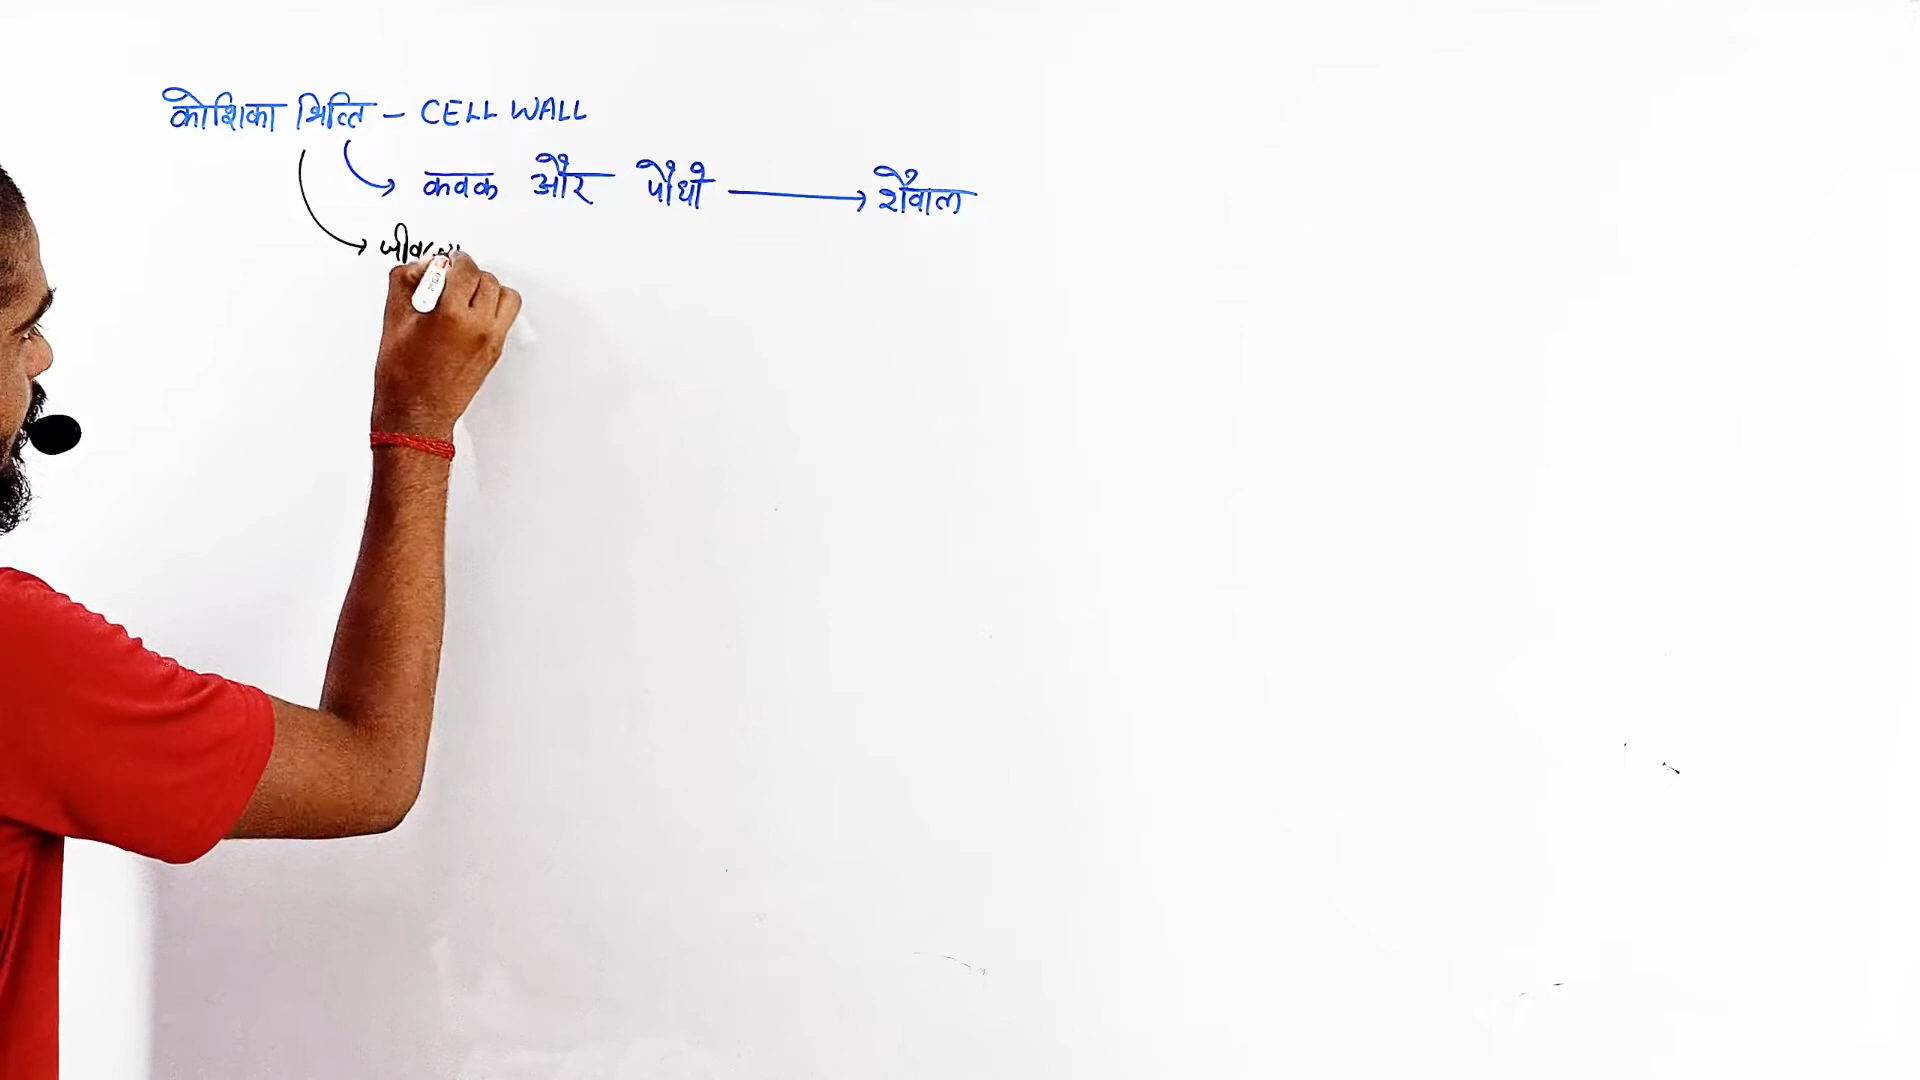 कोशिका भित्ति – CELL WALL
कवक और पौधो → शैवाल